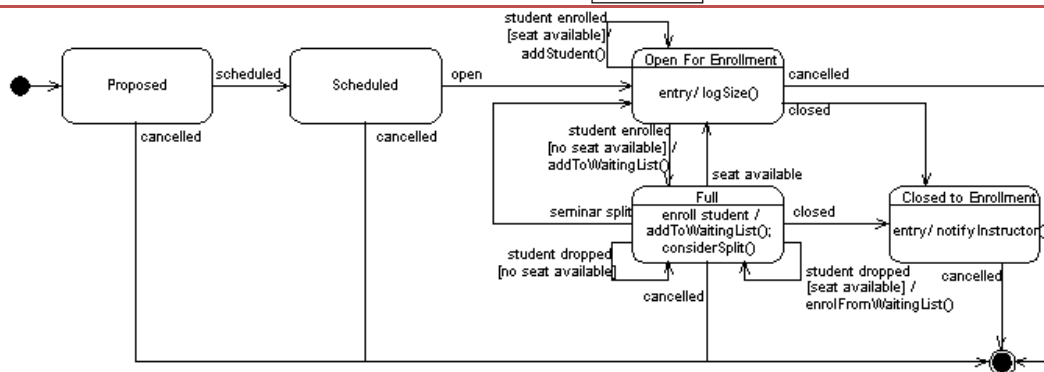 student enrolled
[seat available]/
addStudent()
Proposed
scheduled
Scheduled
open
Open For Enrollment
entry/ logSize()
cancelled
closed
cancelled
cancelled
student enrolled
[no seat available] /
addToWaitingList()
seat available
seminar split
Full
enroll student /
addToWaitingList();
considerSplit()
closed
Closed to Enrollment
entry/ notifyInstructor()
student dropped
[no seat available]
cancelled
student dropped
[seat available] /
enrolFromWaitingList()
cancelled